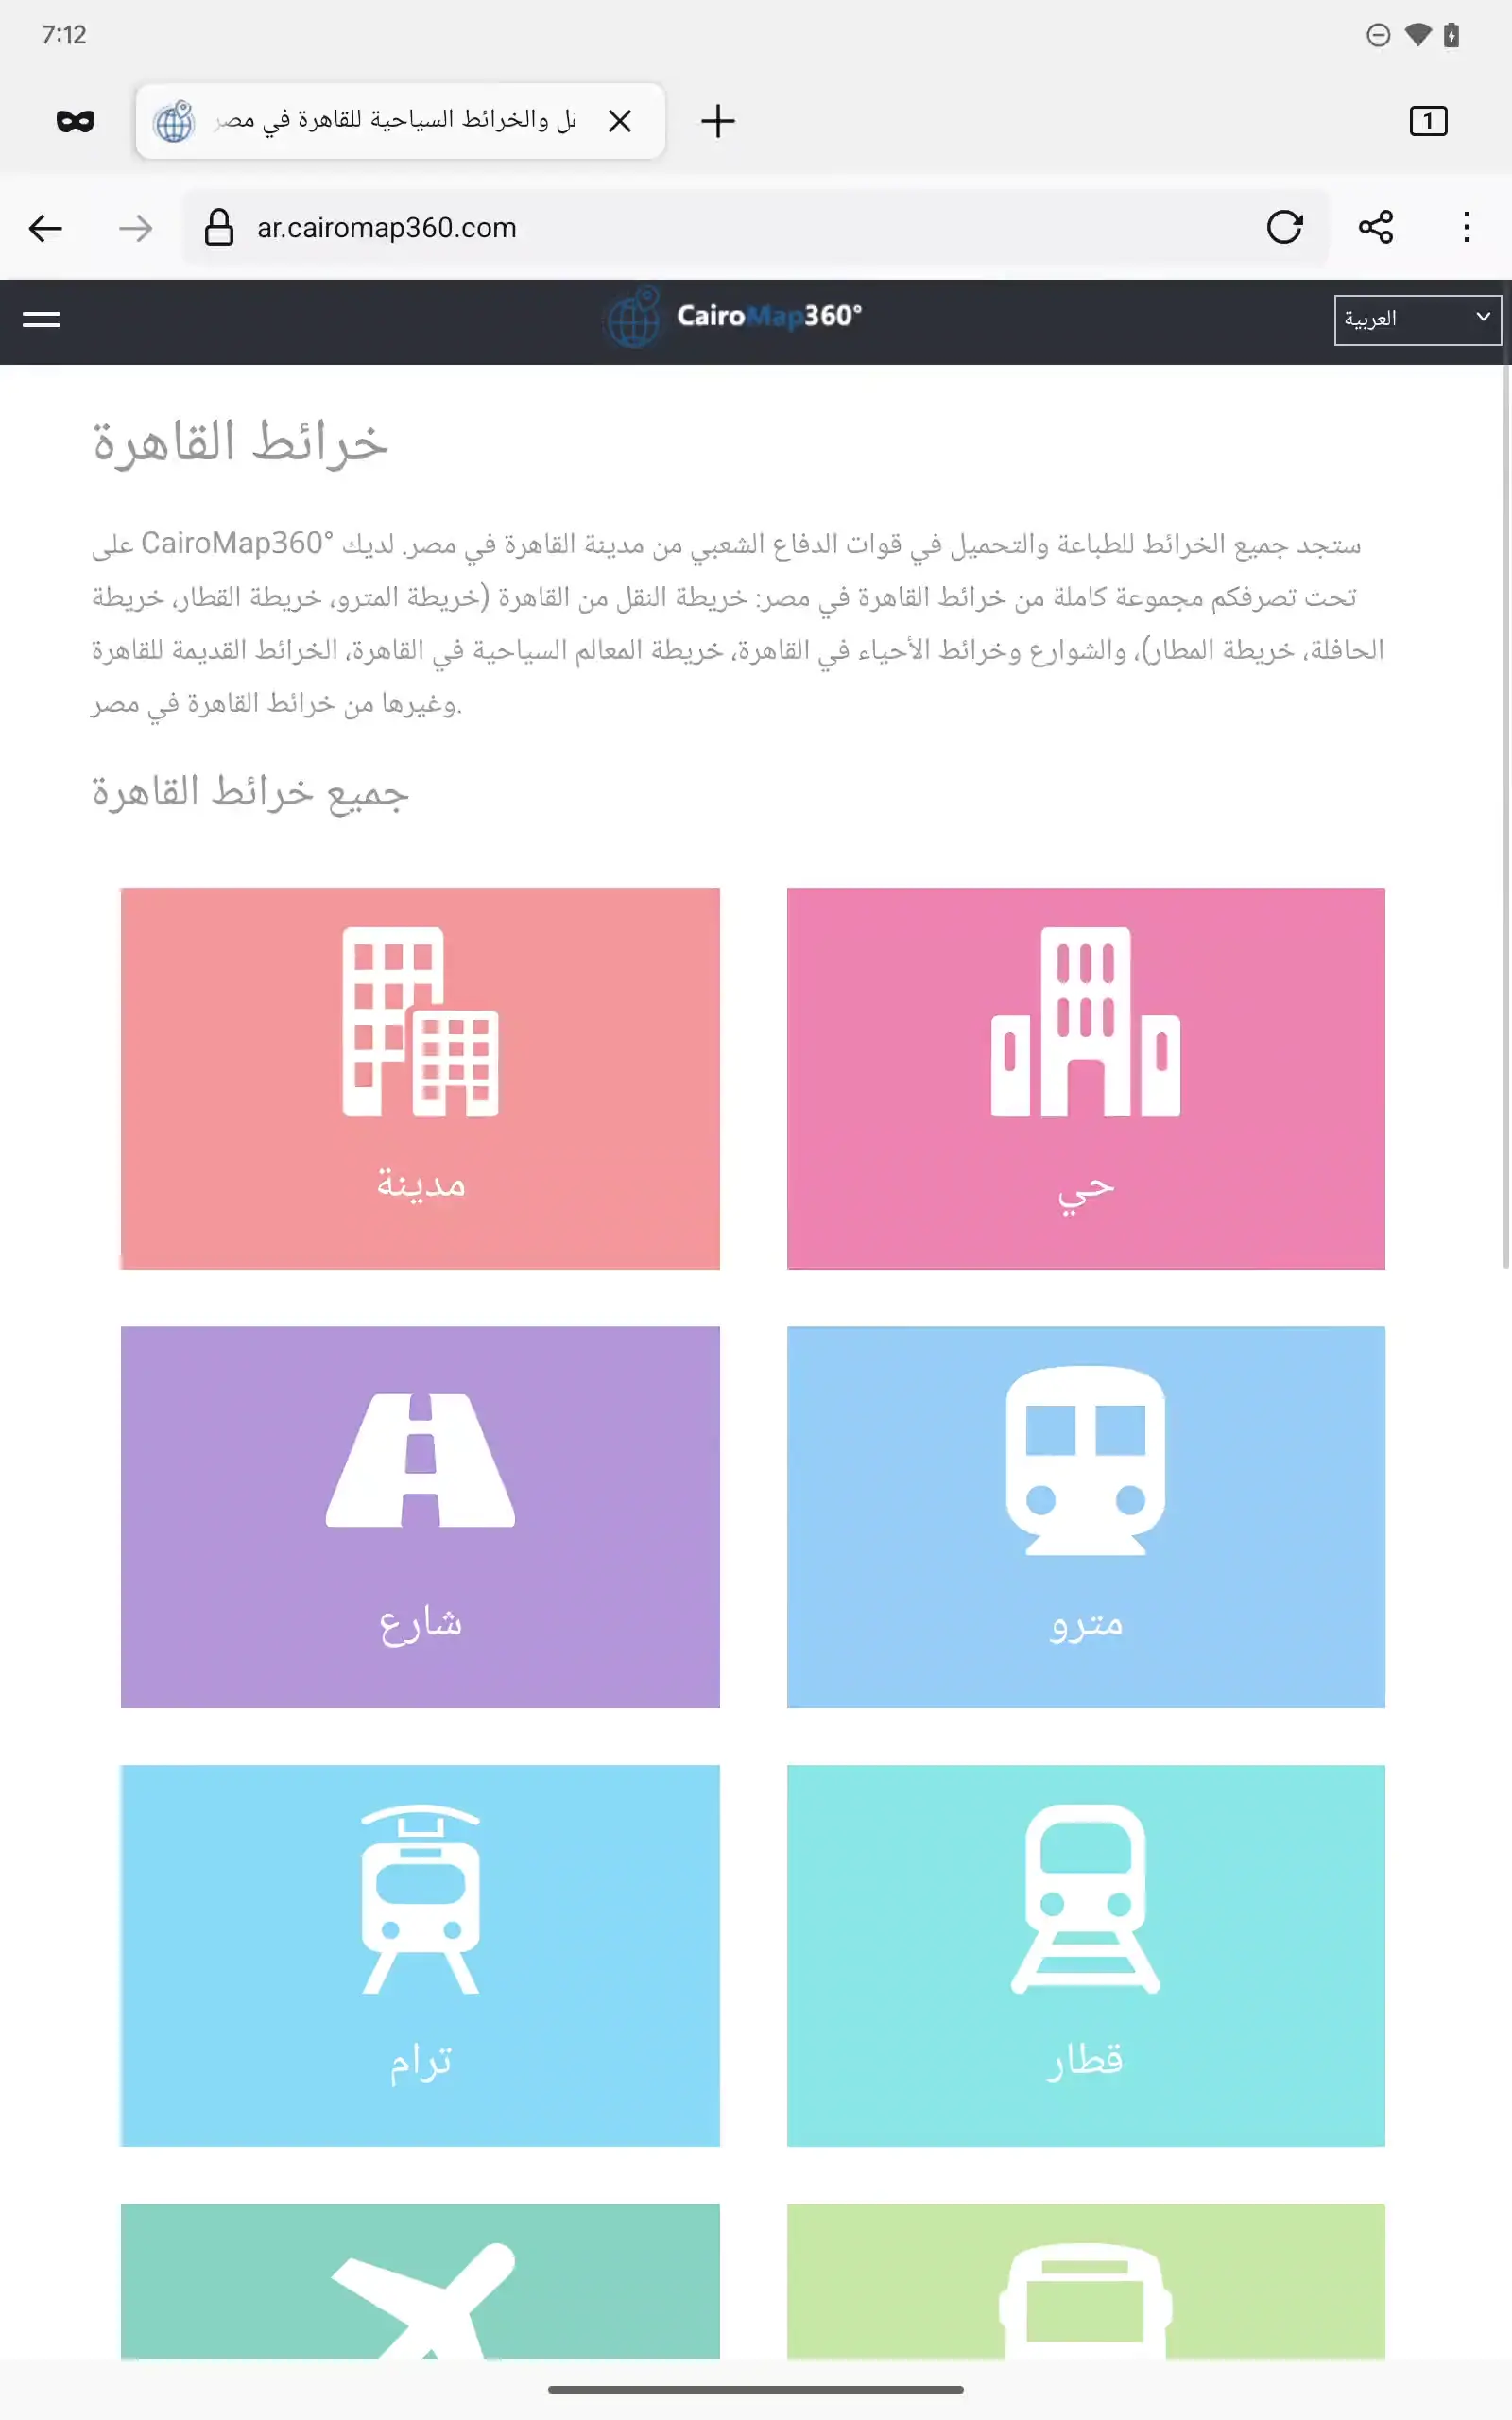 7:12
ل والخرائط السياحية للقاهرة في مصر
1
ar.cairomap360.com
CairoMap360°
العربية
خرائط القاهرة
على CairoMap360° ستجد جميع الخرائط للطباعة والتحميل في قوات الدفاع الشعبي من مدينة القاهرة في مصر. لديك
تحت تصرفكم مجموعة كاملة من خرائط القاهرة في مصر: خريطة النقل من القاهرة (خريطة المترو، خريطة القطار، خريطة
الحافلة، خريطة المطار)، والشوارع وخرائط الأحياء في القاهرة، خريطة المعالم السياحية في القاهرة، الخرائط القديمة للقاهرة
وغيرها من خرائط القاهرة في مصر.
جميع خرائط القاهرة
مدينة
حي
شارع
مترو
ترام
قطار